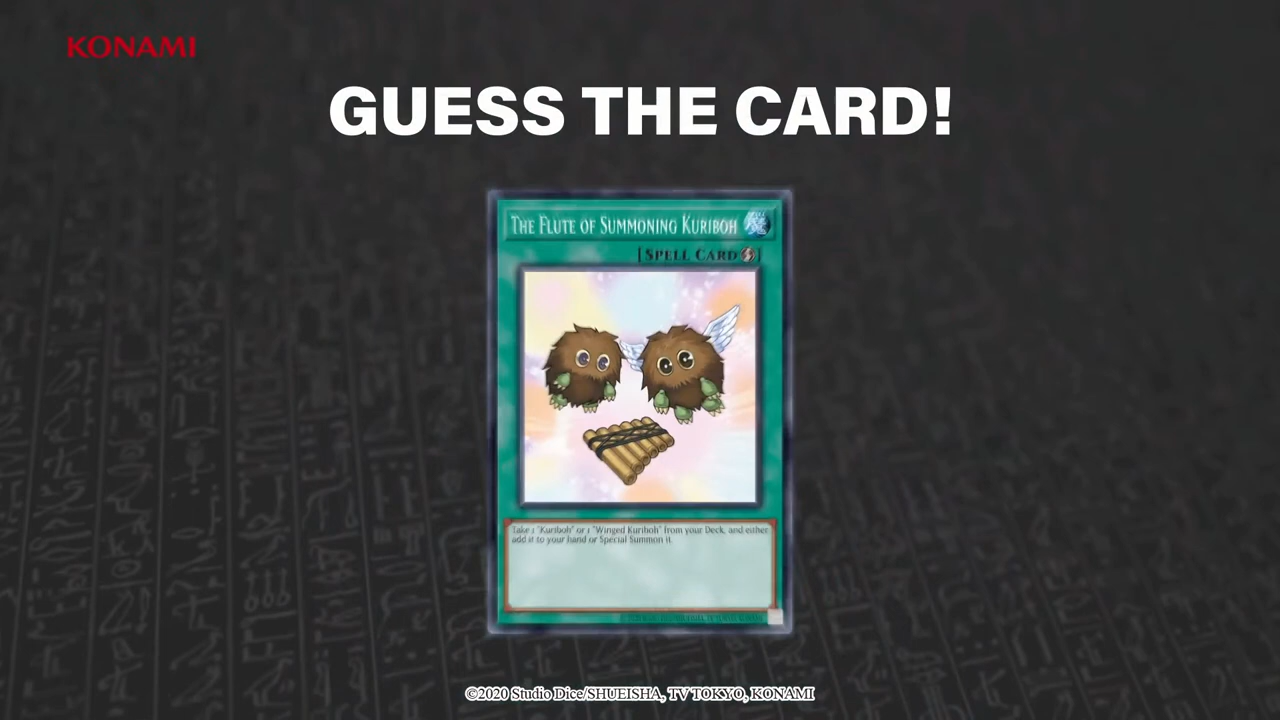 KONAMI
GUESS THE CARD!
THE FLUTE OF SUMMONING KURIBOH
[SPELL CARD]
Take 1 "Kuriboh" or 1 "Winged Kuriboh" from your Deck, and either
add it to your hand or Special Summon it.
©2020 Studio Dice/SHUEISHA, TV TOKYO, KONAMI